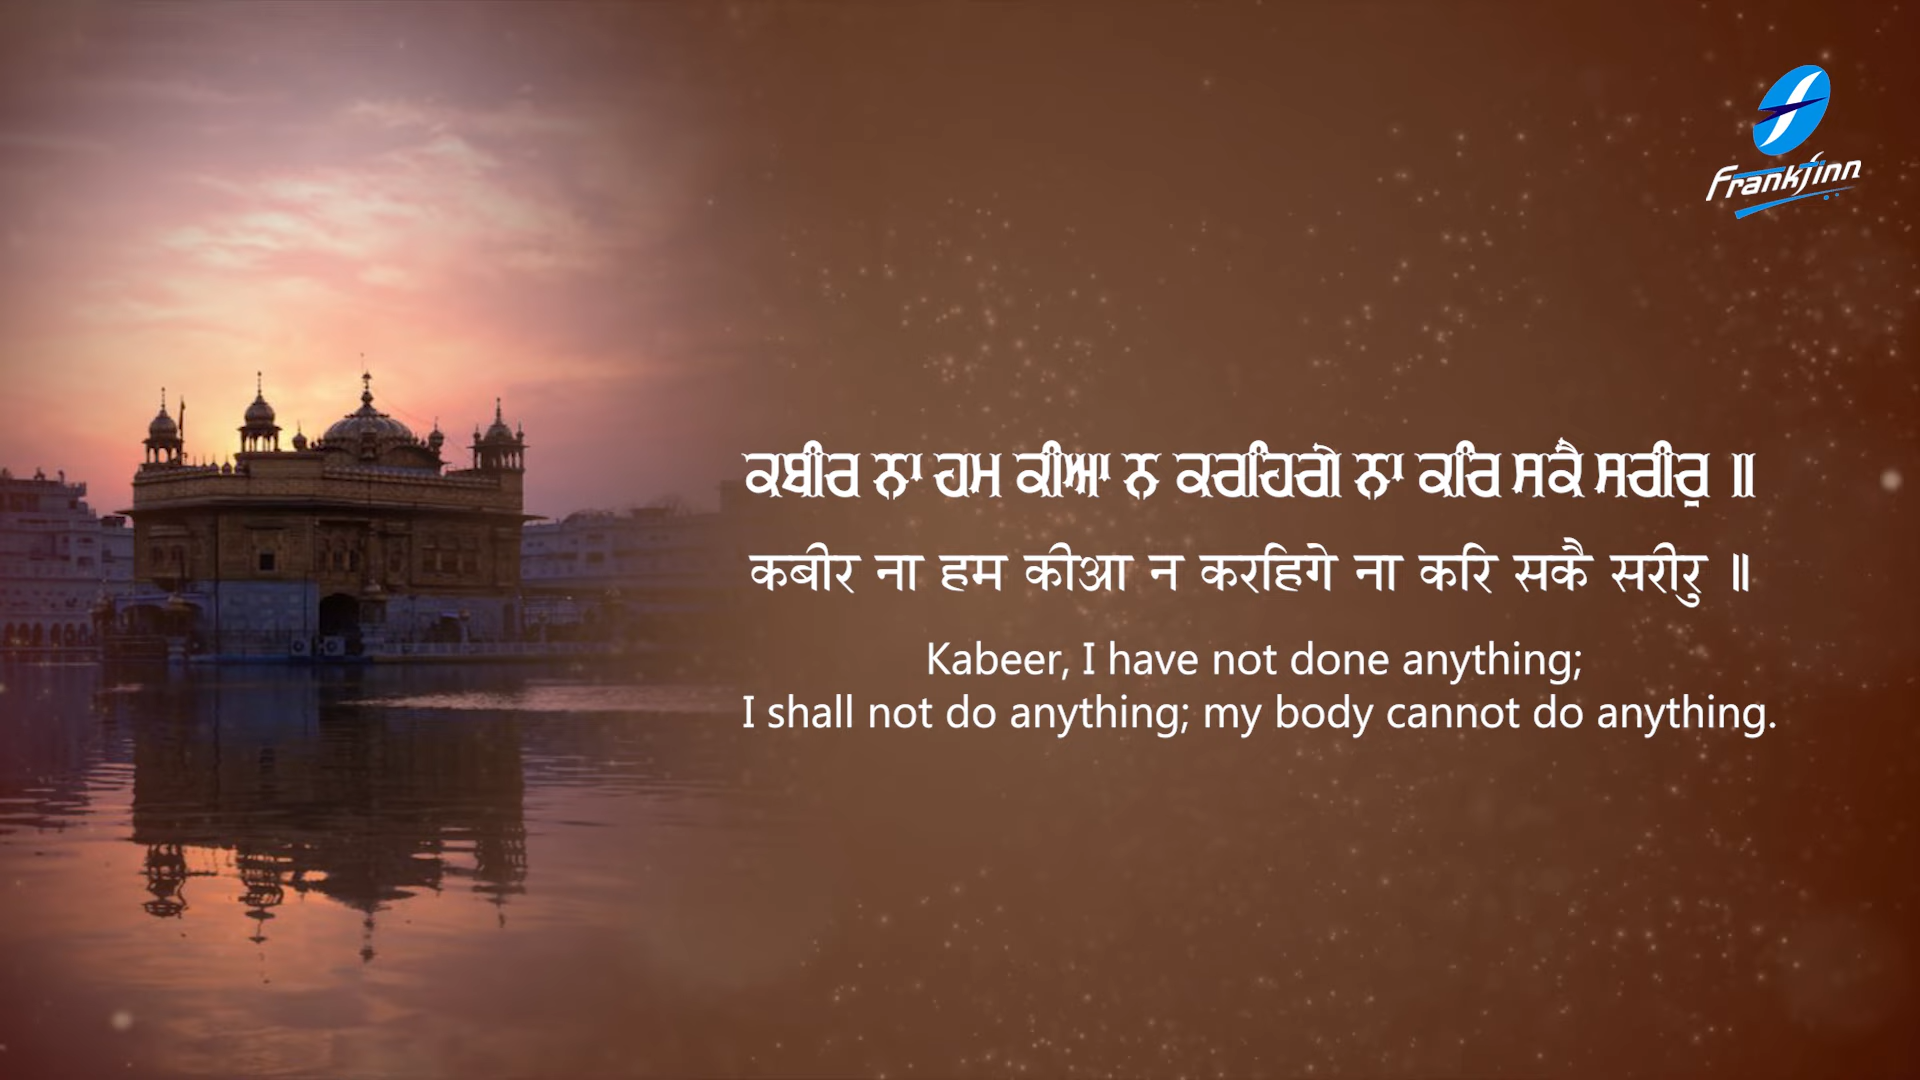 Frankfinn
ਕਬੀਰ ਨਾ ਹਮ ਕੀਆ ਨ ਕਰਹਿਗੇ ਨਾ ਕਰਿ ਸਕੈ ਸਰੀਰੁ ॥
कबीर ना हम कीआ न करहिगे ना करि सकै सरीरु ॥
Kabeer, I have not done anything;
I shall not do anything; my body cannot do anything.